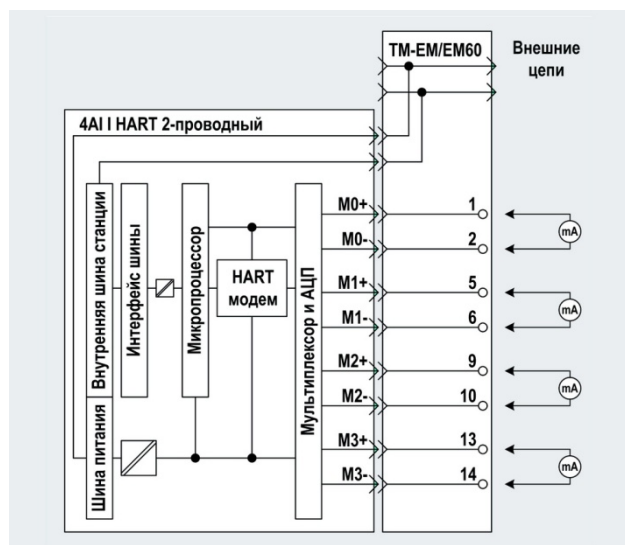 TM-EM/EM60
Внешние
цепи
4AI I HART 2-проводный
Внутренняя шина станции
Шина питания
Интерфейс шины
Микропроцессор
HART
модем
Мультиплексор и АЦП
M0+ 1
M0- 2
mA
M1+ 5
M1- 6
mA
M2+ 9
M2- 10
mA
M3+ 13
M3- 14
mA